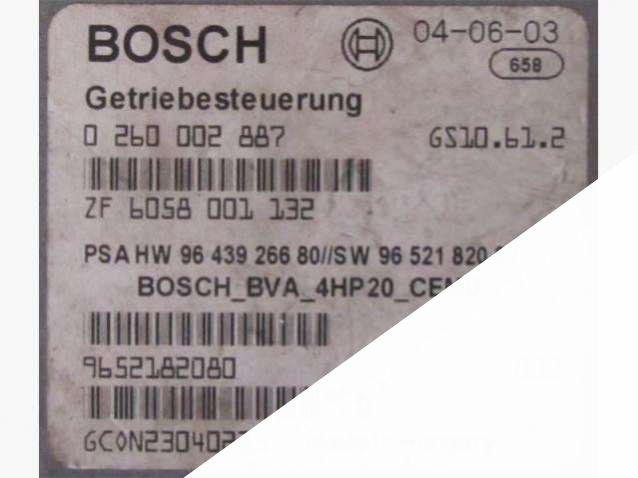 BOSCH 04-06-03
658
Getriebesteuerung
0 260 002 887 GS10.61.2
ZF 6058 001 132
PSA HW 96 439 266 80//SW 96 521 820
BOSCH_BVA_4HP20_CE
9652182080
GC0N230402